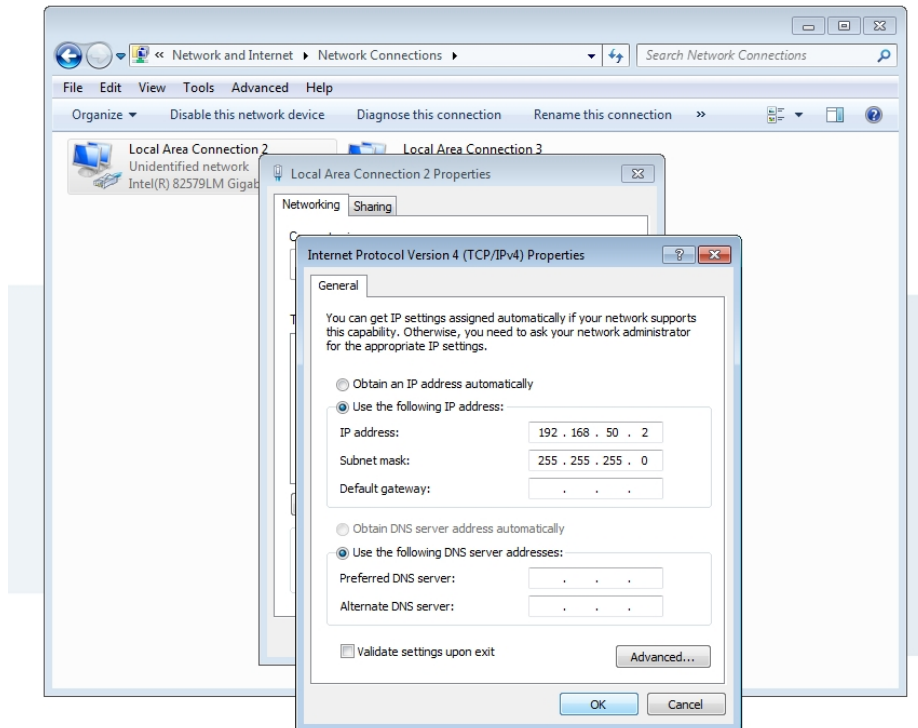 « Network and Internet Network Connections
Search Network Connections
File Edit View Tools Advanced Help
Organize Disable this network device Diagnose this connection Rename this connection »
Local Area Connection 2
Unidentified network
Intel(R) 82579LM Gigab
Local Area Connection 3
Local Area Connection 2 Properties
Networking Sharing
Internet Protocol Version 4 (TCP/IPv4) Properties
General
You can get IP settings assigned automatically if your network supports
this capability. Otherwise, you need to ask your network administrator
for the appropriate IP settings.
Obtain an IP address automatically
Use the following IP address:
IP address: 192 . 168 . 50 . 2
Subnet mask: 255 . 255 . 255 . 0
Default gateway: . . .
Obtain DNS server address automatically
Use the following DNS server addresses:
Preferred DNS server: . . .
Alternate DNS server: . . .
Validate settings upon exit
Advanced...
OK Cancel